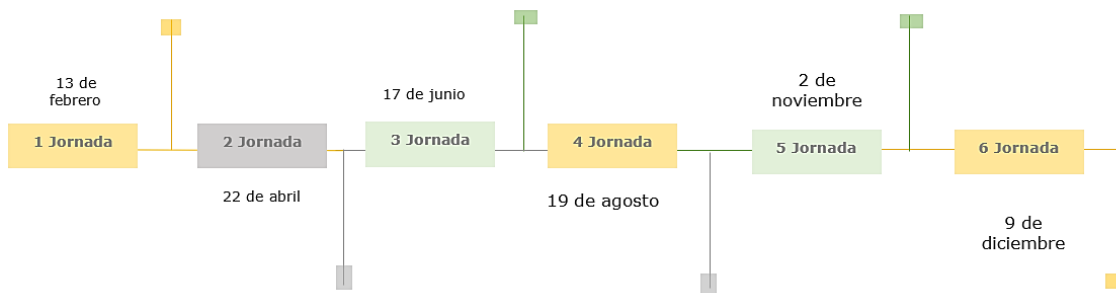 13 de
febrero
1 Jornada
2 Jornada
22 de abril
17 de junio
3 Jornada
4 Jornada
19 de agosto
2 de
noviembre
5 Jornada
6 Jornada
9 de
diciembre